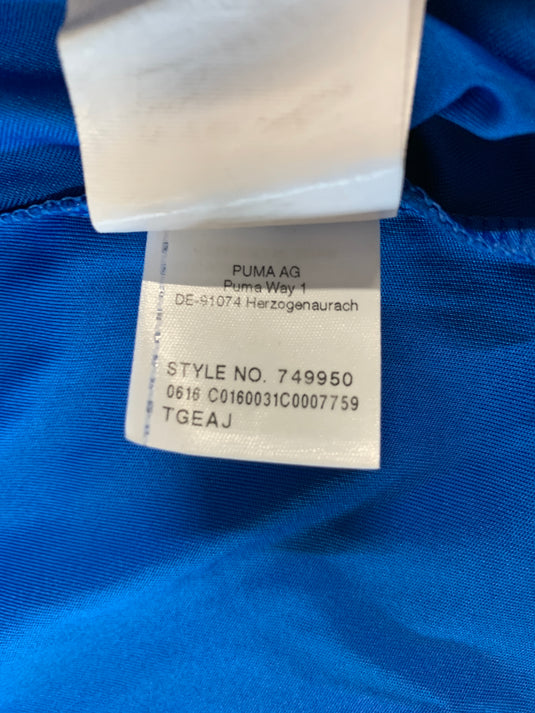 PUMA AG
Puma Way 1
DE-91074 Herzogenaurach
STYLE NO. 749950
0616 C0160031C0007759
TGEAJ